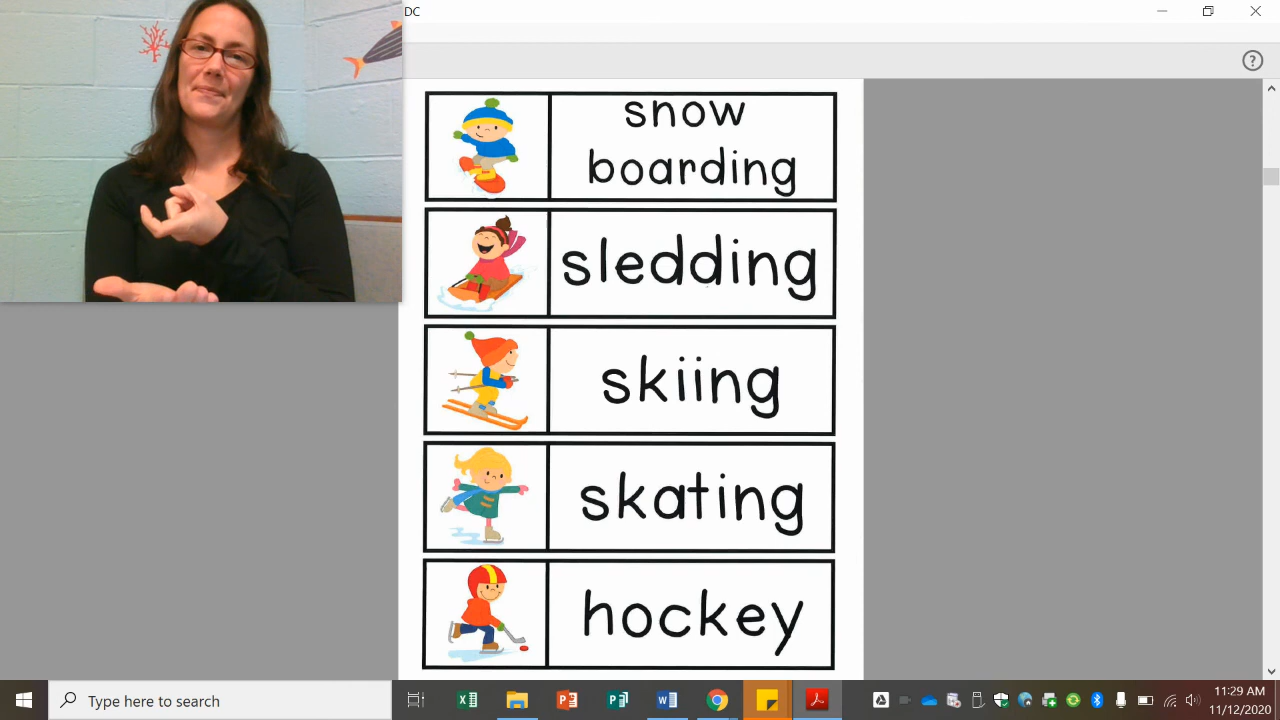 DC
snow
boarding
sledding
skiing
skating
hockey
Type here to search
11:29 AM
11/12/2020